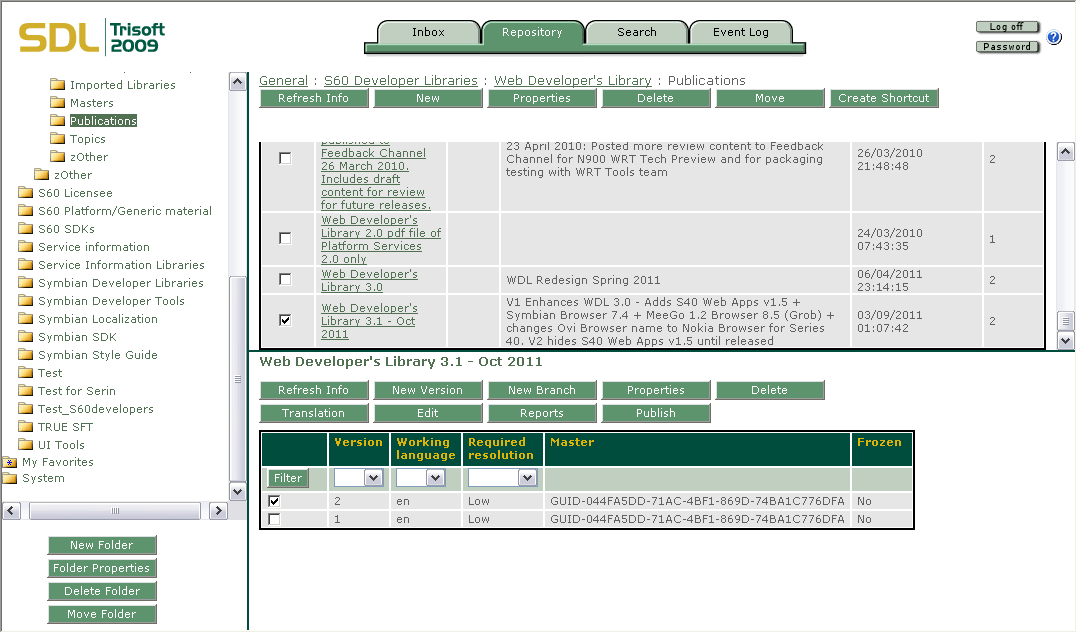 SDL Trisoft 2009
Inbox
Repository
Search
Event Log
Log off
Password
?
Imported Libraries
Masters
Publications
Topics
zOther
zOther
S60 Licensee
S60 Platform/Generic material
S60 SDKs
Service information
Service Information Libraries
Symbian Developer Libraries
Symbian Developer Tools
Symbian Localization
Symbian SDK
Symbian Style Guide
Test
Test for Serin
Test_S60developers
TRUE SFT
UI Tools
My Favorites
System
New Folder
Folder Properties
Delete Folder
Move Folder
General : S60 Developer Libraries : Web Developer's Library : Publications
Refresh Info
New
Properties
Delete
Move
Create Shortcut
published to
Feedback Channel
26 March 2010.
Includes draft
content for review
for future releases.
23 April 2010: Posted more review content to Feedback
Channel for N900 WRT Tech Preview and for packaging
testing with WRT Tools team
26/03/2010
21:48:48
2
Web Developer's
Library 2.0 pdf file of
Platform Services
2.0 only
24/03/2010
07:43:35
1
Web Developer's
Library 3.0
WDL Redesign Spring 2011
06/04/2011
23:14:15
2
Web Developer's
Library 3.1 - Oct
2011
V1 Enhances WDL 3.0 - Adds S40 Web Apps v1.5 +
Symbian Browser 7.4 + MeeGo 1.2 Browser 8.5 (Grob) +
changes Ovi Browser name to Nokia Browser for Series
40. V2 hides S40 Web Apps v1.5 until released
03/09/2011
01:07:42
2
Web Developer's Library 3.1 - Oct 2011
Refresh Info
New Version
New Branch
Properties
Delete
Translation
Edit
Reports
Publish
Version
Working
language
Required
resolution
Master
Frozen
Filter
2 en Low GUID-044FA5DD-71AC-4BF1-869D-74BA1C776DFA No
1 en Low GUID-044FA5DD-71AC-4BF1-869D-74BA1C776DFA No